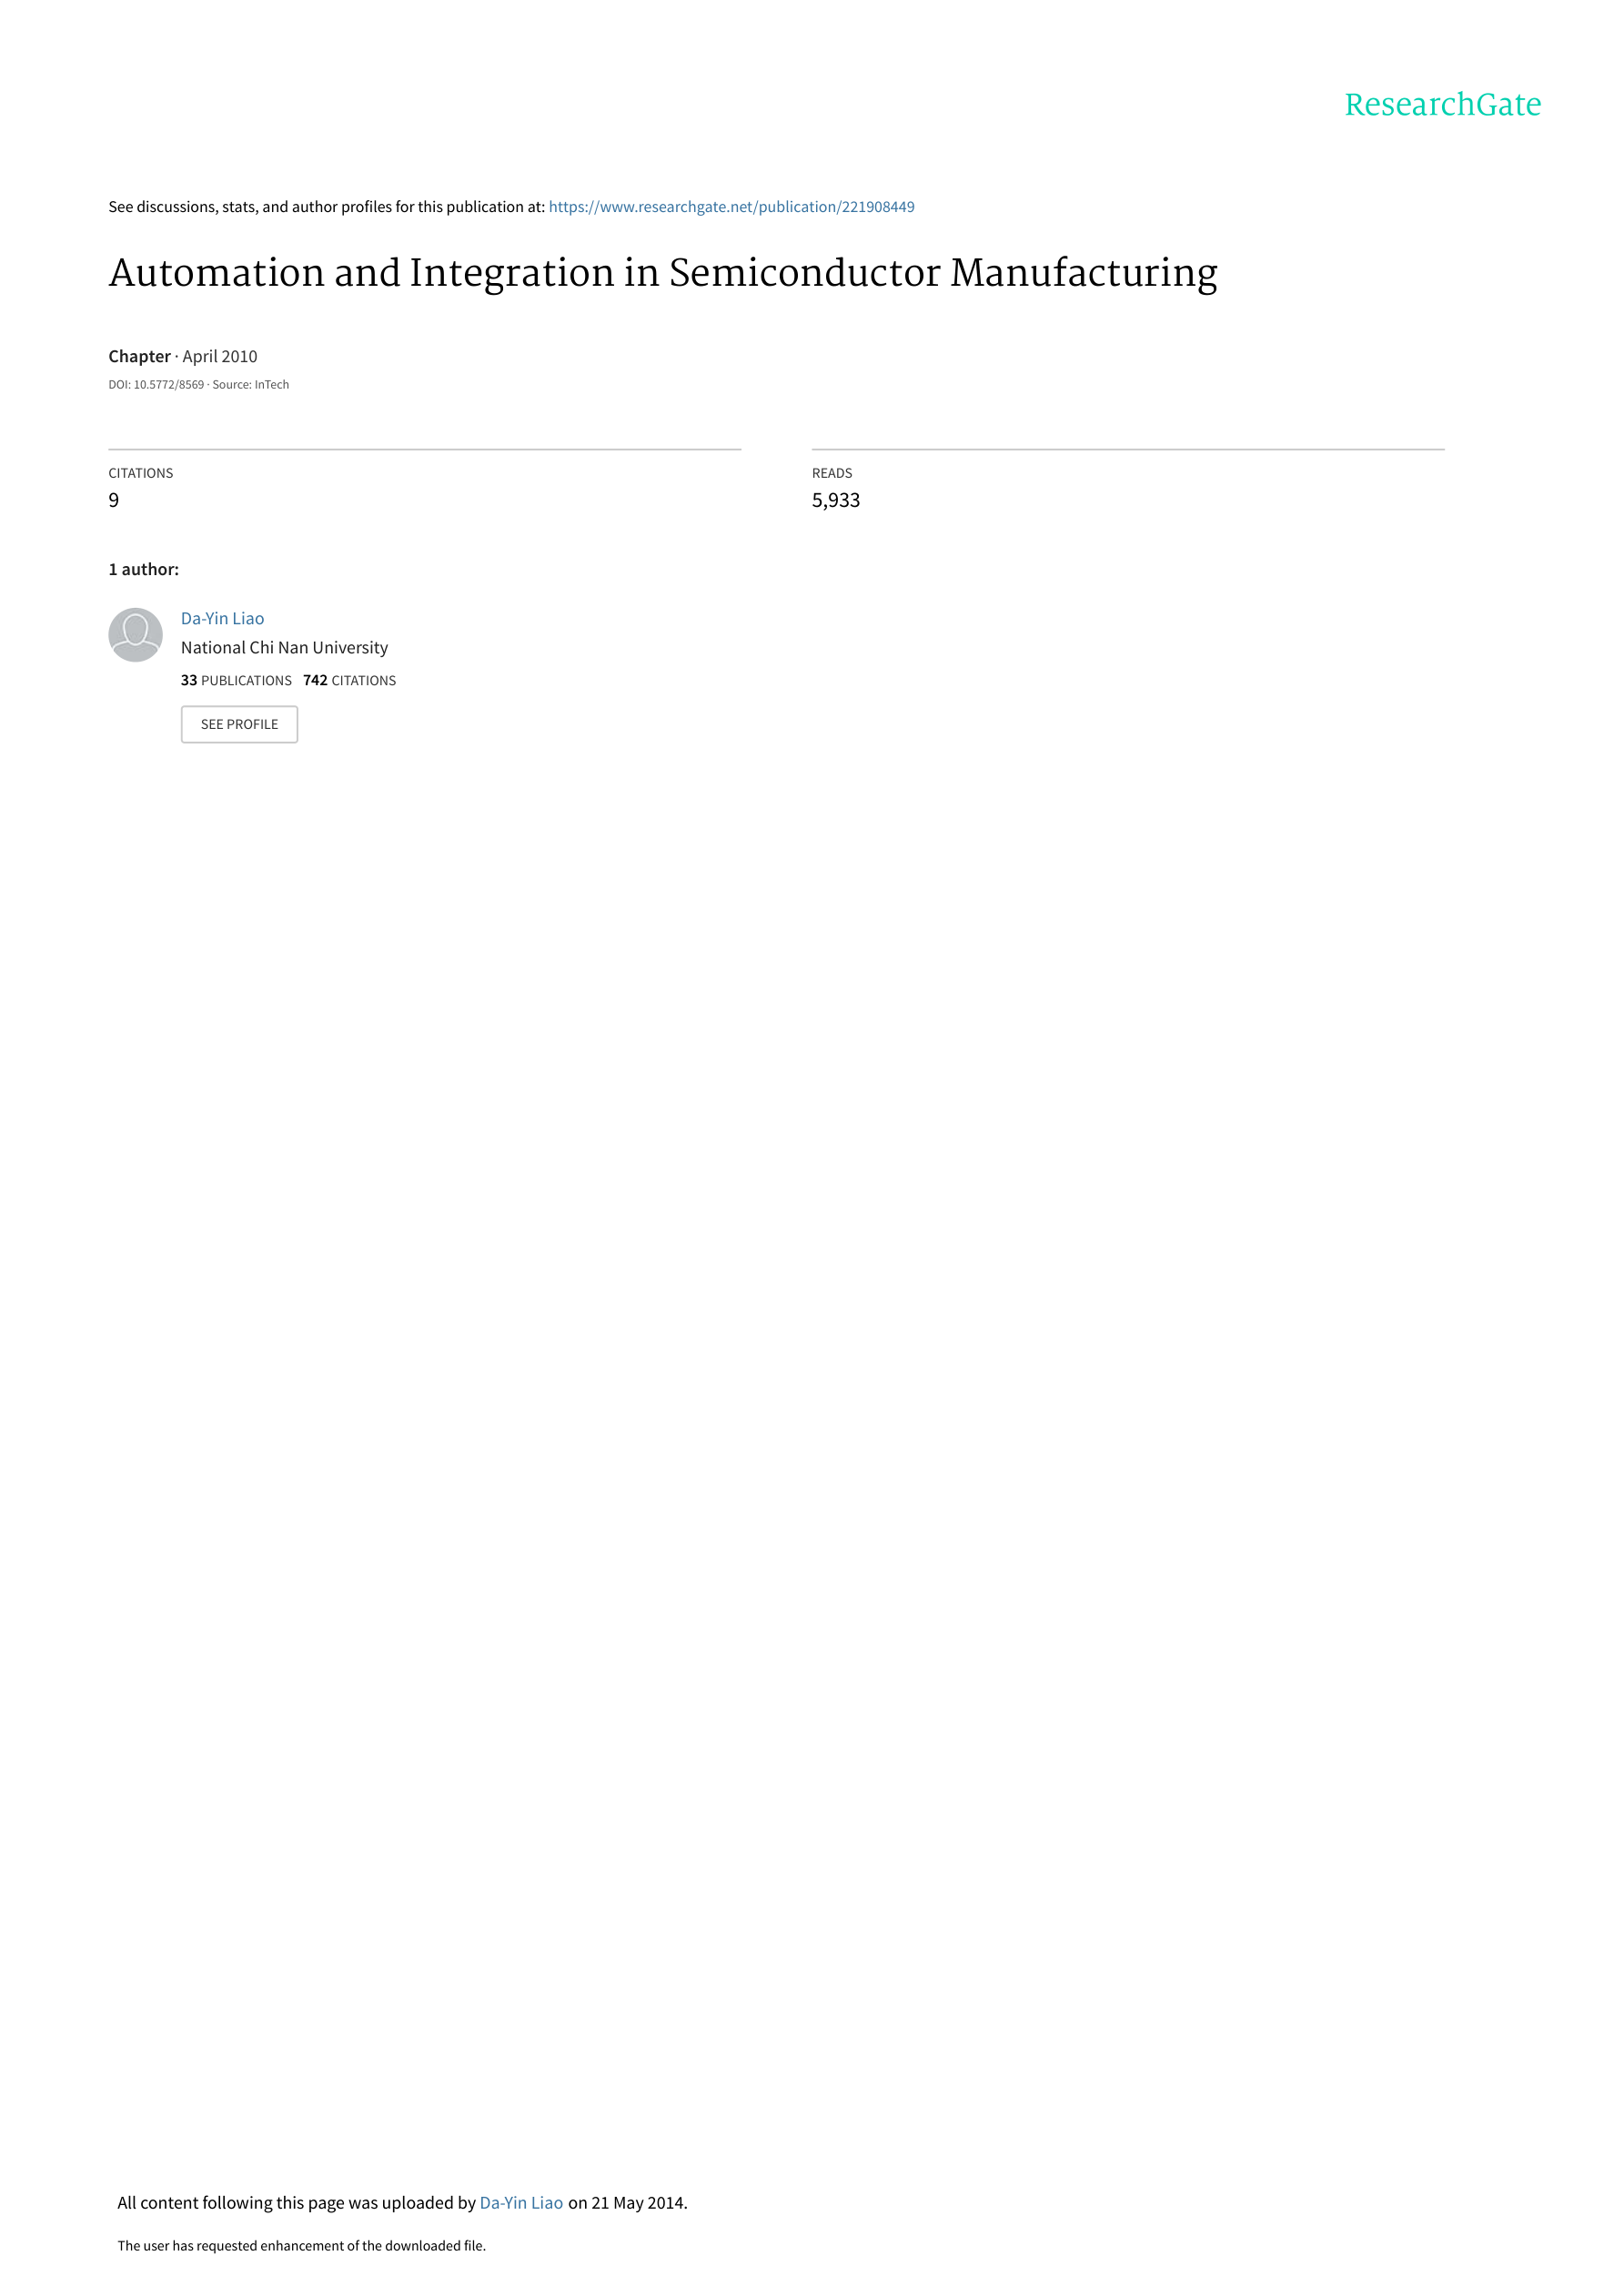 ResearchGate
See discussions, stats, and author profiles for this publication at: https://www.researchgate.net/publication/221908449
Automation and Integration in Semiconductor Manufacturing
Chapter · April 2010
DOI: 10.5772/8569 · Source: InTech
CITATIONS
9
READS
5,933
1 author:
Da-Yin Liao
National Chi Nan University
33 PUBLICATIONS 742 CITATIONS
SEE PROFILE
All content following this page was uploaded by Da-Yin Liao on 21 May 2014.
The user has requested enhancement of the downloaded file.